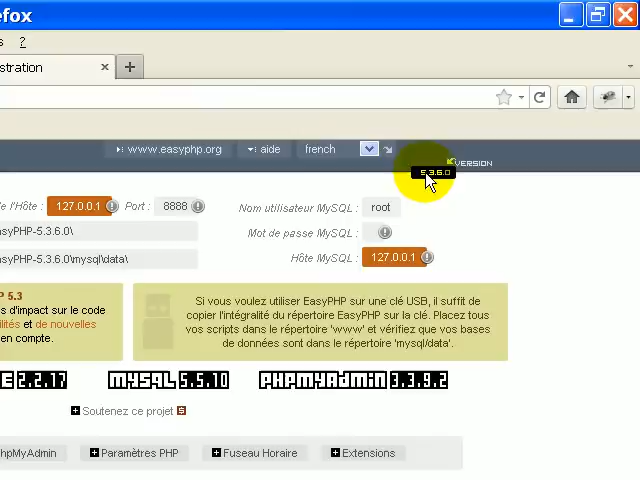 efox
s ?
stration
www.easyphp.org aide french
VERSION
5.3.6.0
e l'Hôte : 127.0.0.1 Port : 8888 Nom utilisateur MySQL : root
asyPHP-5.3.6.0\ Mot de passe MySQL :
asyPHP-5.3.6.0\mysql\data\ Hôte MySQL : 127.0.0.1
P 5.3
s d'impact sur le code
ilités et de nouvelles
en compte.
Si vous voulez utiliser EasyPHP sur une clé USB, il suffit de
copier l'intégralité du répertoire EasyPHP sur la clé. Placez tous
vos scripts dans le répertoire 'www' et vérifiez que vos bases
de données sont dans le répertoire 'mysql/data'.
E 2.2.17 MYSQL 5.5.10 PHPMYADMIN 3.3.9.2
Soutenez ce projet $
hpMyAdmin Paramètres PHP Fuseau Horaire Extensions